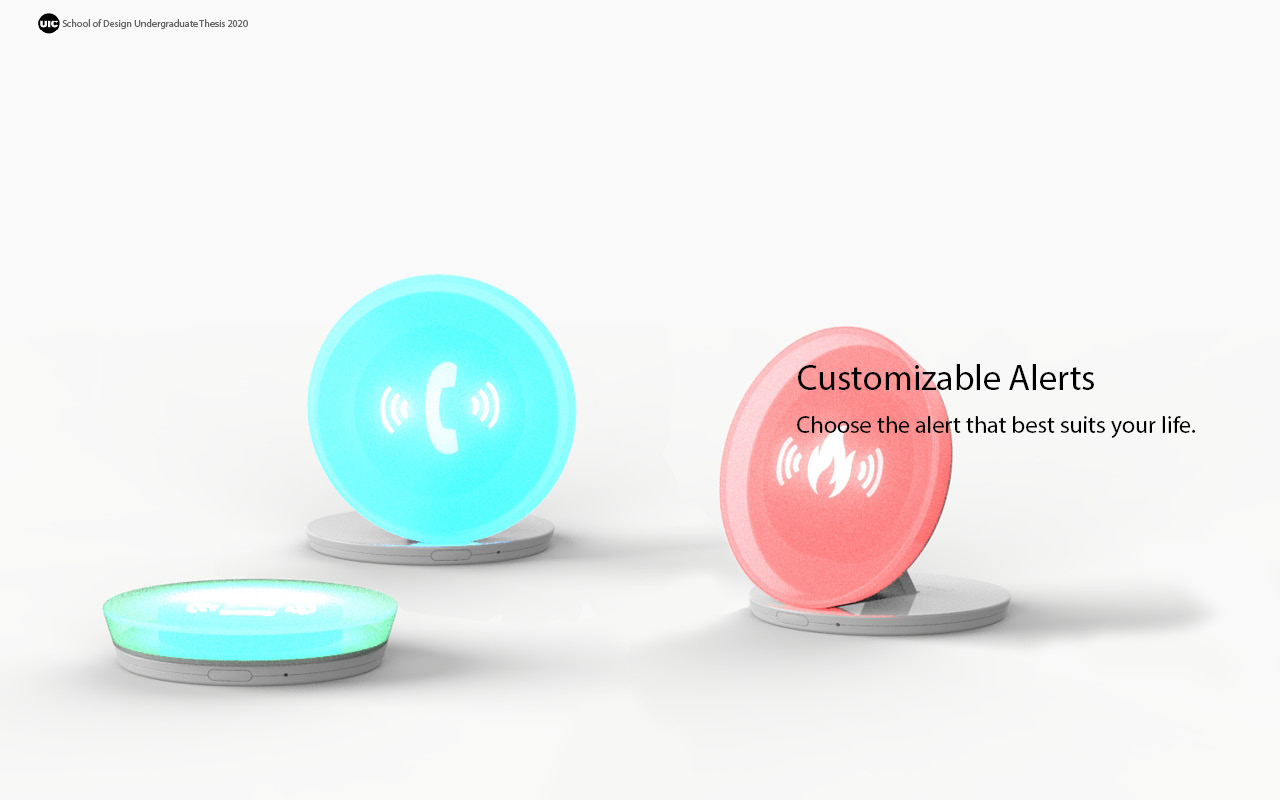 UIC School of Design Undergraduate Thesis 2020
Customizable Alerts
Choose the alert that best suits your life.